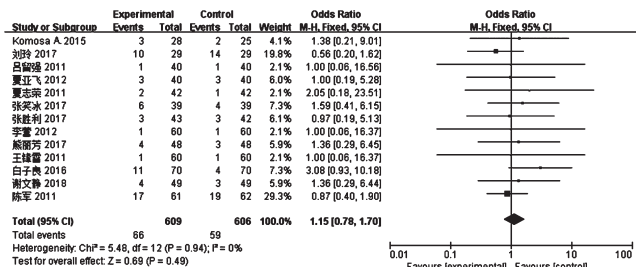 Experimental Control Odds Ratio Odds Ratio
Study or Subgroup Events Total Events Total Weight M-H. Fixed. 95% CI M-H. Fixed. 95% CI
Komosa A. 2015 3 28 2 25 4.1% 1.38 [0.21, 9.01]
刘玲 2017 10 29 14 29 19.8% 0.56 [0.20, 1.62]
吕留强 2011 1 40 1 40 2.1% 1.00 [0.06, 16.56]
夏亚飞 2012 3 40 3 40 6.0% 1.00 [0.19, 5.28]
夏志荣 2011 2 42 1 42 2.1% 2.05 [0.18, 23.51]
张笑冰 2017 6 39 4 39 7.4% 1.59 [0.41, 6.15]
张胜利 2017 3 43 3 42 6.2% 0.97 [0.19, 5.13]
李莺 2012 1 60 1 60 2.1% 1.00 [0.06, 16.37]
熊丽芳 2017 4 48 3 48 5.9% 1.36 [0.29, 6.45]
王雷 2011 1 60 1 60 2.1% 1.00 [0.06, 16.37]
白子良 2016 11 70 4 70 7.2% 3.08 [0.93, 10.18]
谢文静 2018 4 49 3 49 5.9% 1.36 [0.29, 6.44]
陈军 2011 17 61 19 62 29.3% 0.87 [0.40, 1.90]
Total (95% CI) 609 606 100.0% 1.15 [0.78, 1.70]
Total events 66 59
Heterogeneity: Chi² = 5.48, df = 12 (P = 0.94); I² = 0%
Test for overall effect: Z = 0.69 (P = 0.49)
0.01 0.1 1 10 100
Favours [experimental] Favours [control]